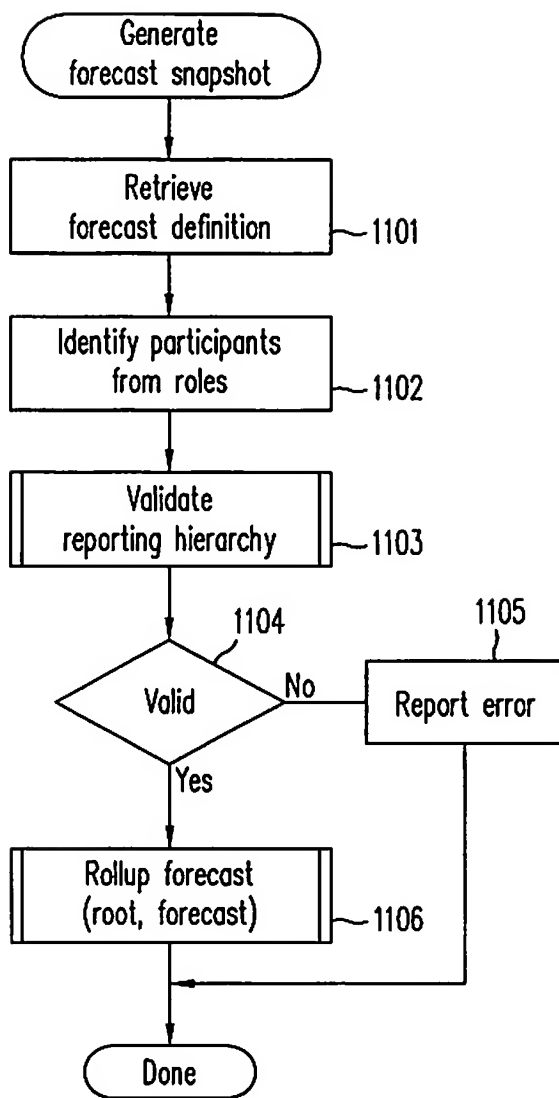 Generate
forecast snapshot
Retrieve
forecast definition
1101
Identify participants
from roles
1102
Validate
reporting hierarchy
1103
1104
Valid
No
Yes
1105
Report error
Rollup forecast
(root, forecast)
1106
Done